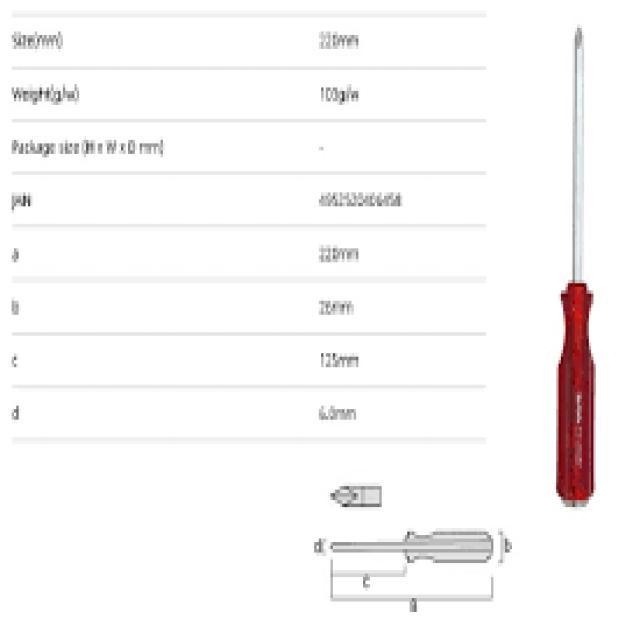 Size(mm) 220mm
Weight(g/w) 103g/w
Package size (H x W x D mm) -
JAN
a 220mm
b 26mm
c 125mm
d 6.0mm
d b
c
a